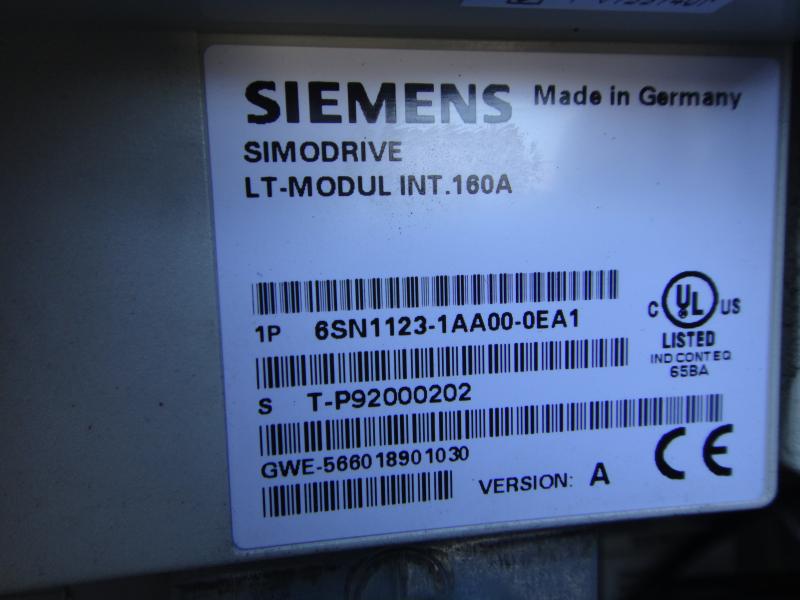 SIEMENS Made in Germany
SIMODRIVE
LT-MODUL INT.160A
1P 6SN1123-1AA00-0EA1
C UL US
LISTED
IND CONT EQ
65BA
S T-P92000202
GWE-566018901030
CE
VERSION: A